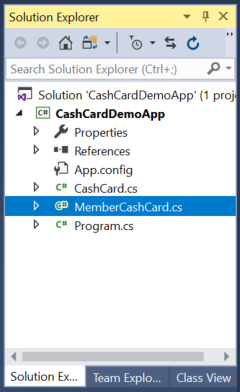 Solution Explorer
Search Solution Explorer (Ctrl+;)
Solution 'CashCardDemoApp' (1 proje
CashCardDemoApp
Properties
References
App.config
C# CashCard.cs
C# MemberCashCard.cs
C# Program.cs
Solution Ex... Team Explo... Class View